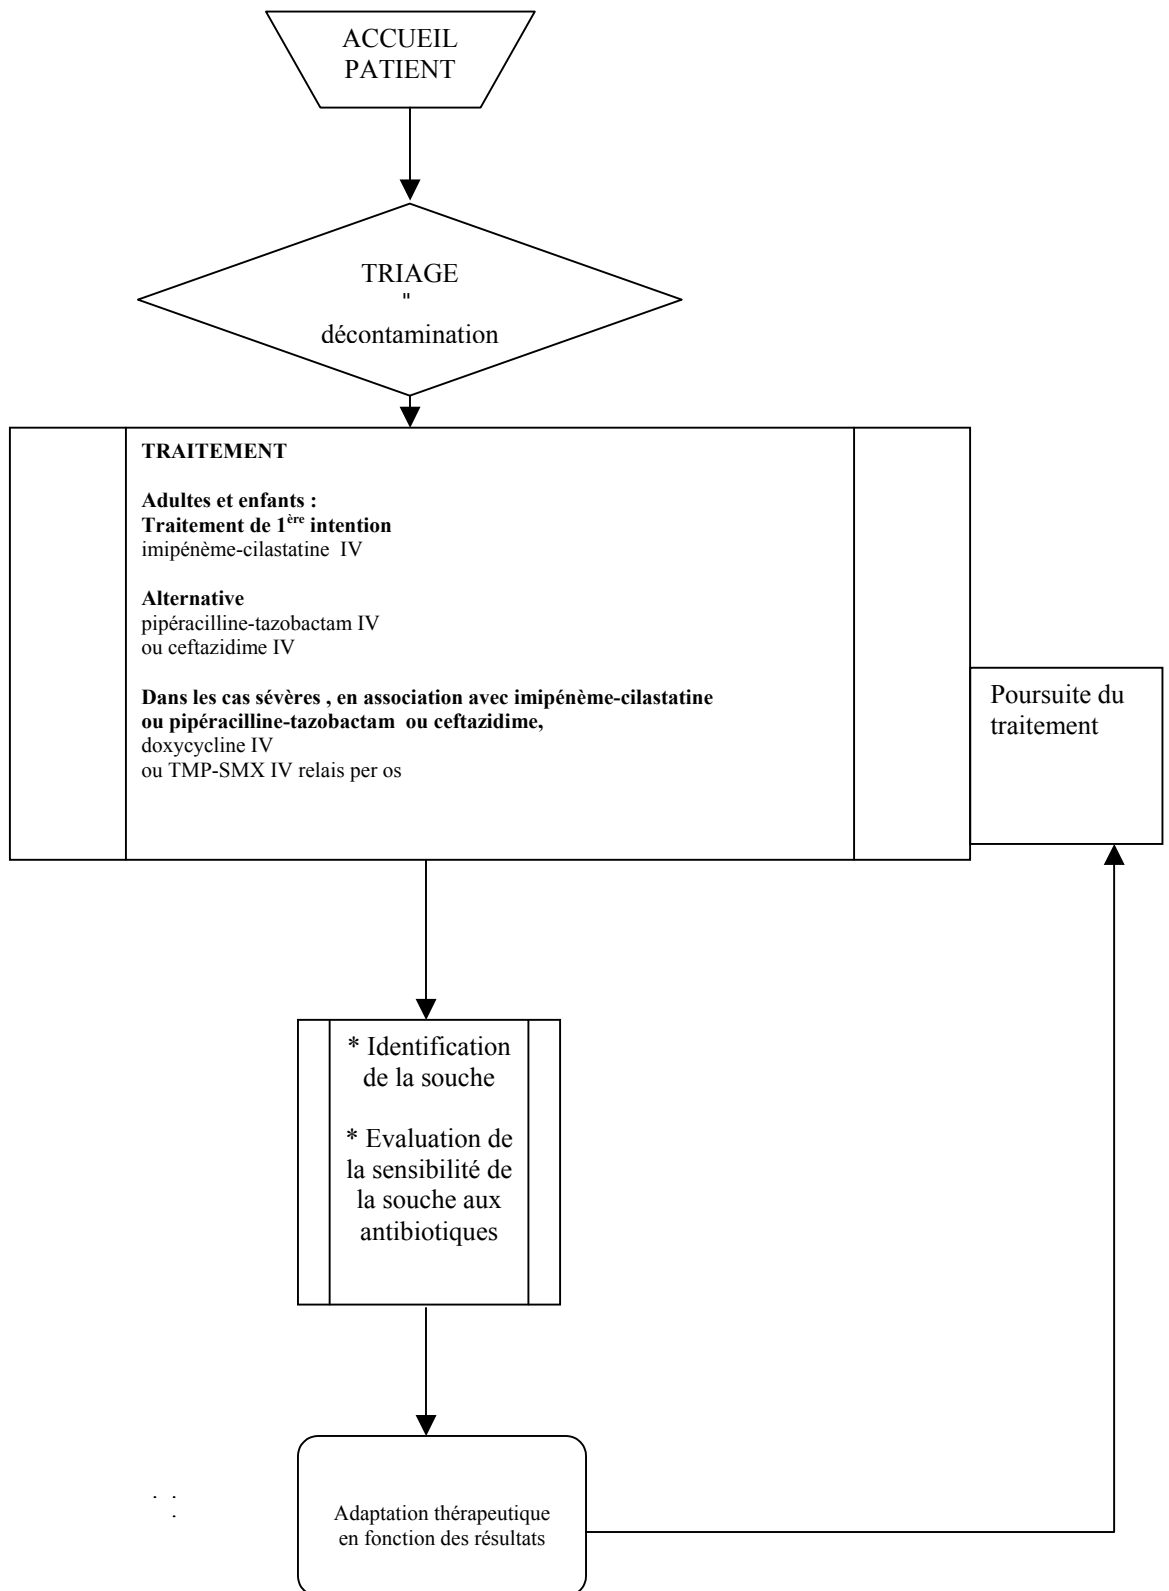 ACCUEIL
PATIENT
TRIAGE
"
décontamination
TRAITEMENT
Adultes et enfants :
Traitement de 1ère intention
imipénème-cilastatine IV
Alternative
pipéracilline-tazobactam IV
ou ceftazidime IV
Dans les cas sévères , en association avec imipénème-cilastatine
ou pipéracilline-tazobactam ou ceftazidime,
doxycycline IV
ou TMP-SMX IV relais per os
Poursuite du
traitement
* Identification
de la souche
* Evaluation de
la sensibilité de
la souche aux
antibiotiques
Adaptation thérapeutique
en fonction des résultats